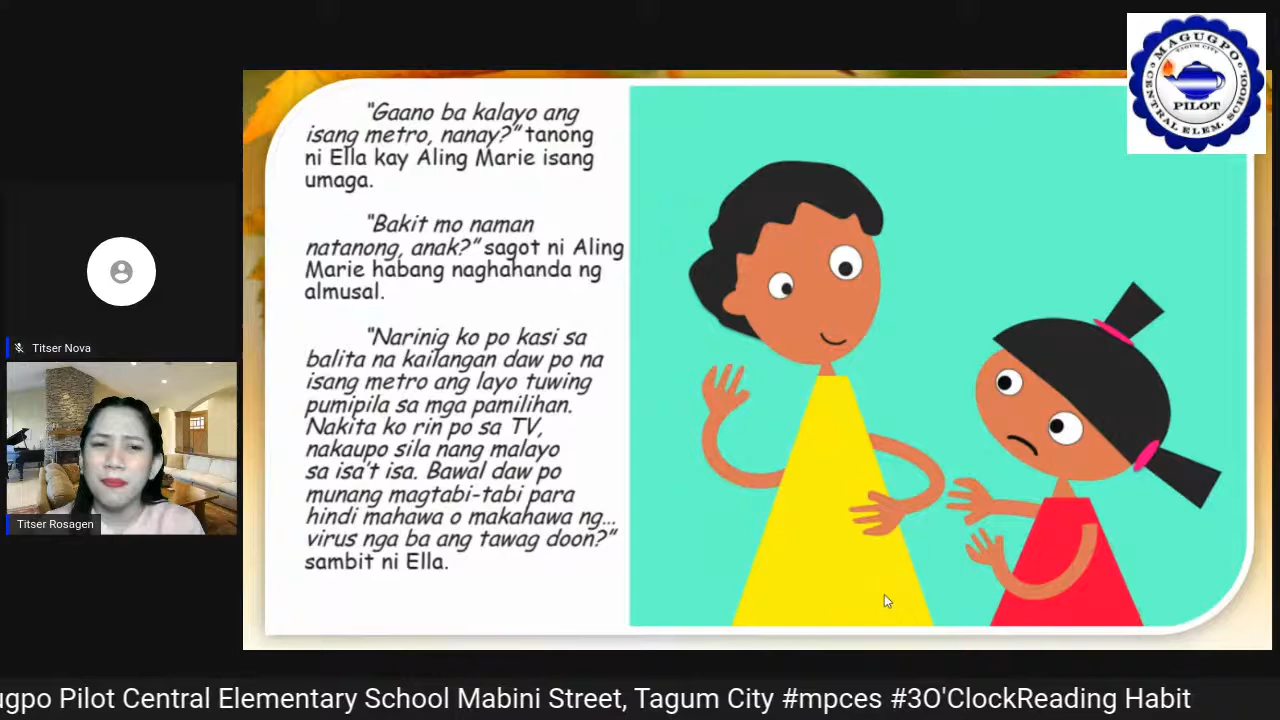 MAGUGPO
TAGUM CITY
PILOT
CENTRAL ELEM. SCHOOL
"Gaano ba kalayo ang
isang metro, nanay?" tanong
ni Ella kay Aling Marie isang
umaga.
"Bakit mo naman
natanong, anak?" sagot ni Aling
Marie habang naghahanda ng
almusal.
"Narinig ko po kasi sa
balita na kailangan daw po na
isang metro ang layo tuwing
pumipila sa mga pamilihan.
Nakita ko rin po sa TV,
nakaupo sila nang malayo
sa isa't isa. Bawal daw po
munang magtabi-tabi para
hindi mahawa o makahawa ng...
virus nga ba ang tawag doon?"
sambit ni Ella.
Titser Nova
Titser Rosagen
ugpo Pilot Central Elementary School Mabini Street, Tagum City #mpces #3O'ClockReading Habit